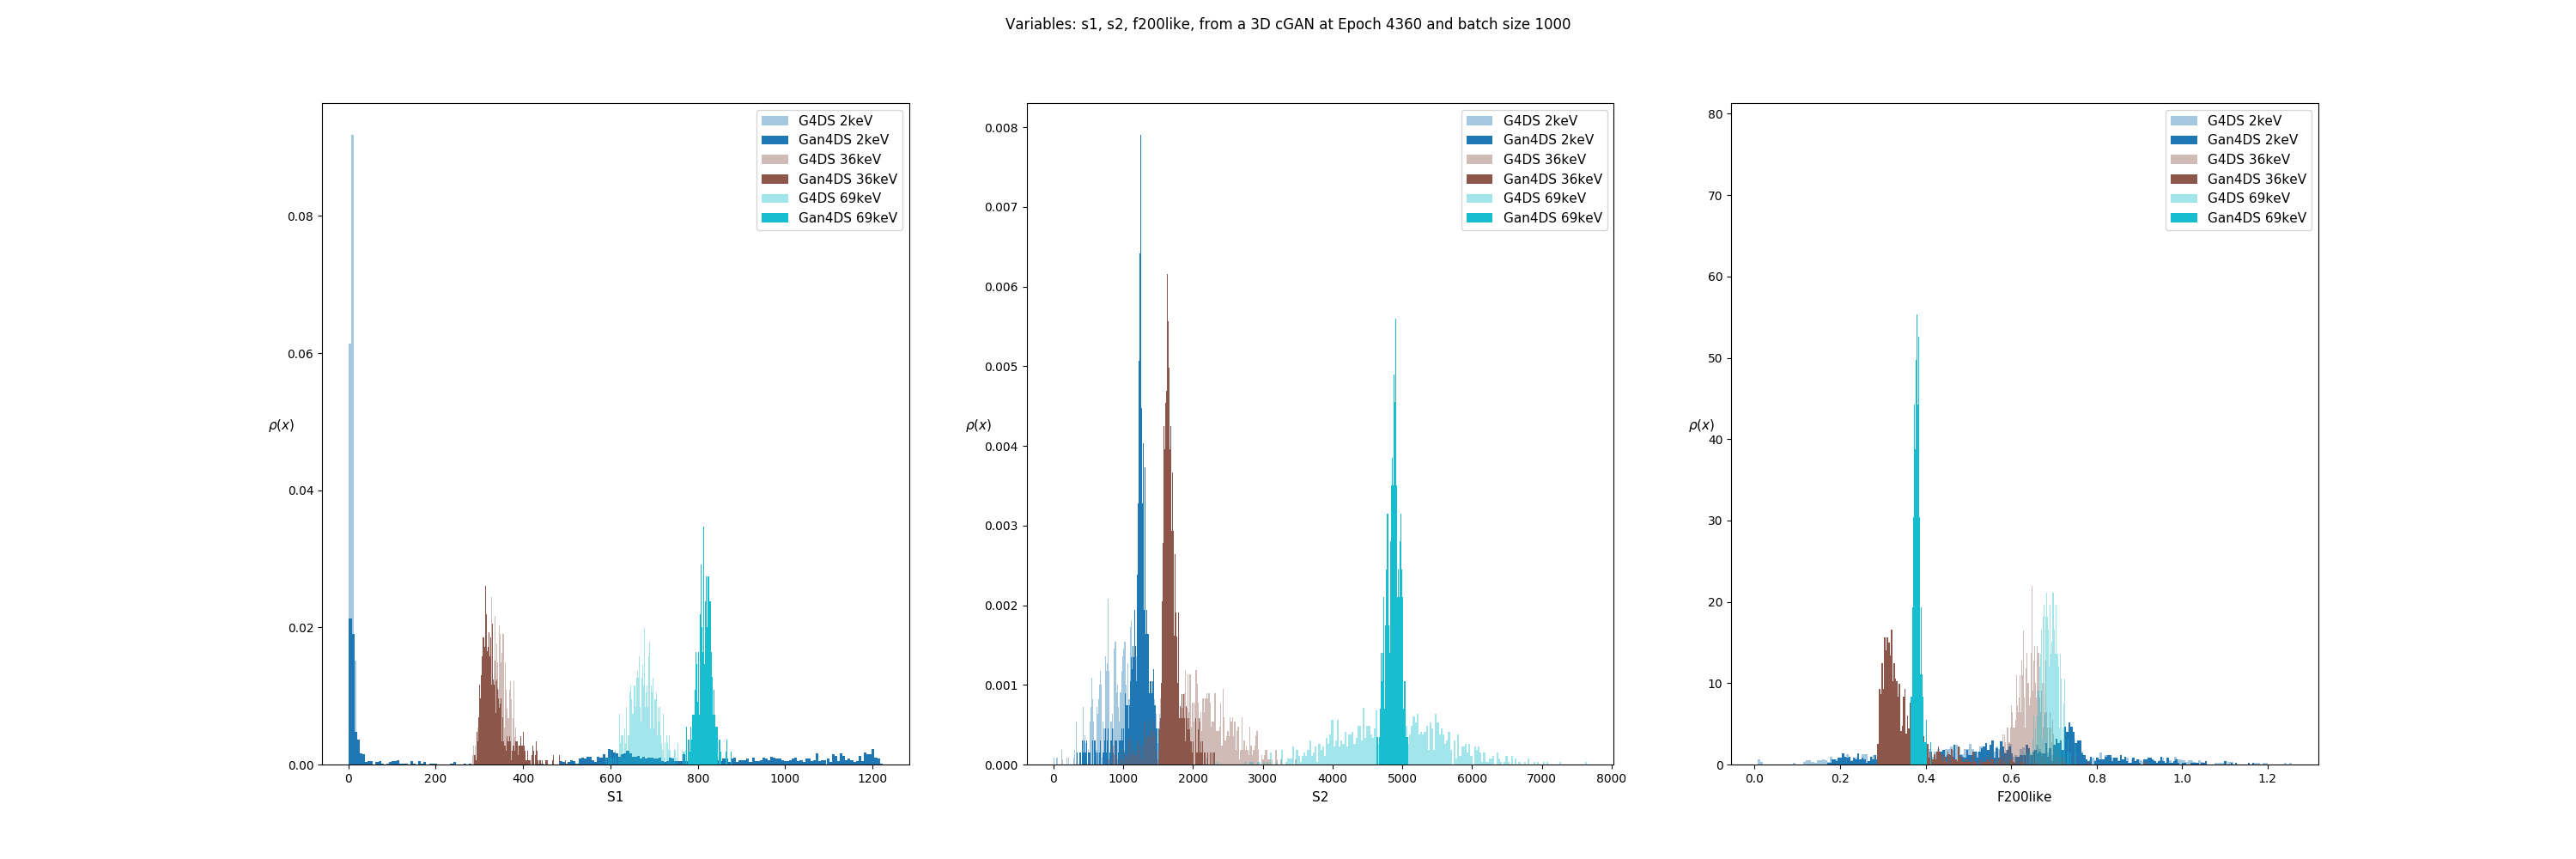 Variables: s1, s2, f200like, from a 3D cGAN at Epoch 4360 and batch size 1000
G4DS 2keV
Gan4DS 2keV
G4DS 36keV
Gan4DS 36keV
G4DS 69keV
Gan4DS 69keV
0.08
0.06
0.04
0.02
0.00
ρ(x)
0
200
400
600
800
1000
1200
S1
G4DS 2keV
Gan4DS 2keV
G4DS 36keV
Gan4DS 36keV
G4DS 69keV
Gan4DS 69keV
0.008
0.007
0.006
0.005
0.004
0.003
0.002
0.001
0.000
ρ(x)
0
1000
2000
3000
4000
5000
6000
7000
8000
S2
G4DS 2keV
Gan4DS 2keV
G4DS 36keV
Gan4DS 36keV
G4DS 69keV
Gan4DS 69keV
80
70
60
50
40
30
20
10
0
ρ(x)
0.0
0.2
0.4
0.6
0.8
1.0
1.2
F200like